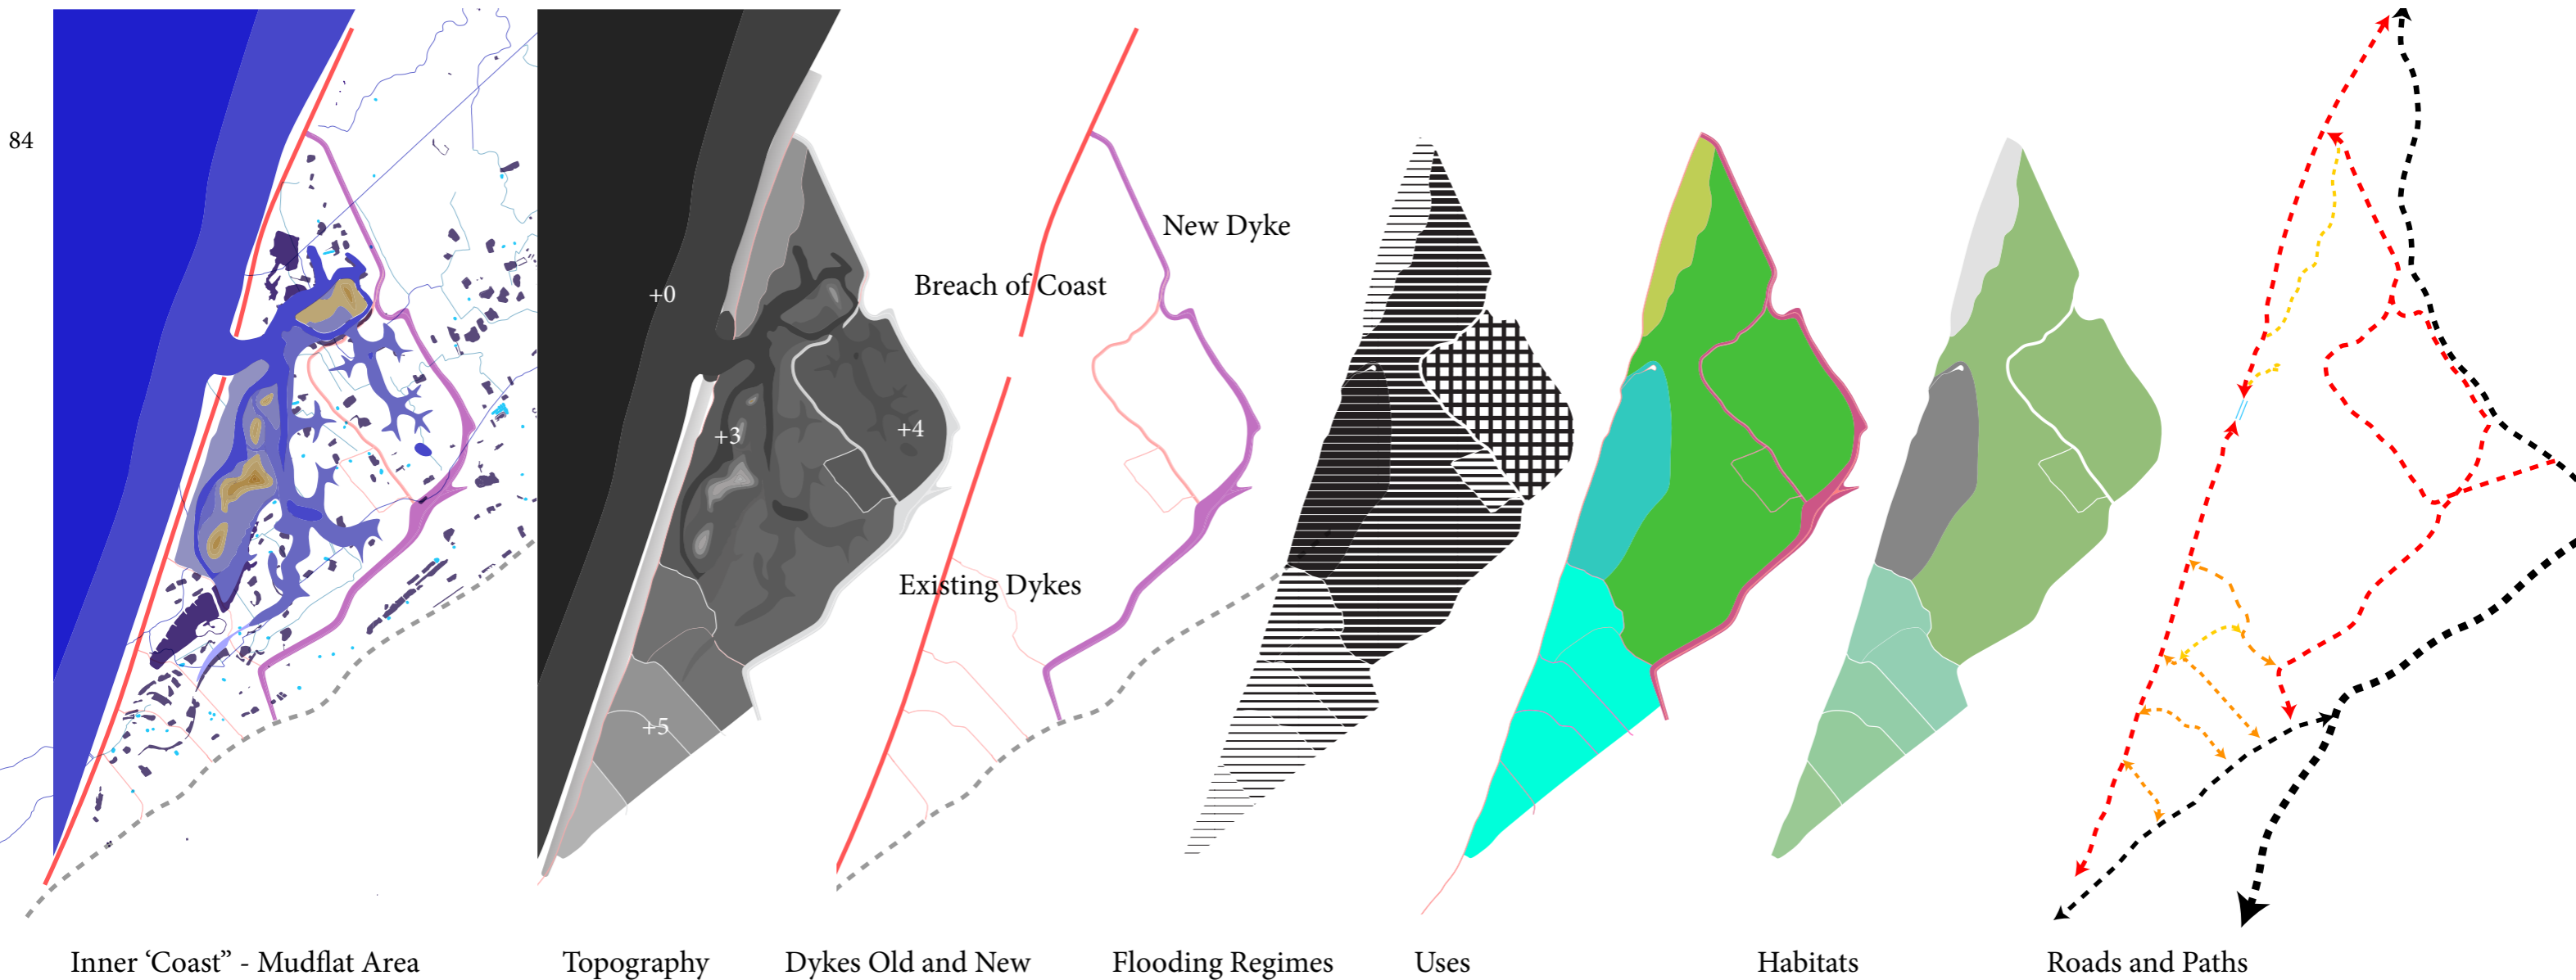 84
+0
New Dyke
Breach of Coast
+3
+4
Existing Dykes
+5
Inner ‘Coast” - Mudflat Area
Topography
Dykes Old and New
Flooding Regimes
Uses
Habitats
Roads and Paths